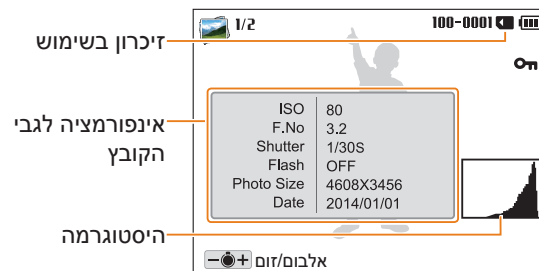 1/2 100-0001
זיכרון בשימוש
אינפורמציה לגבי הקובץ
ISO 80
F.No 3.2
Shutter 1/30S
Flash OFF
Photo Size 4608X3456
Date 2014/01/01
היסטוגרמה
אלבום/זום